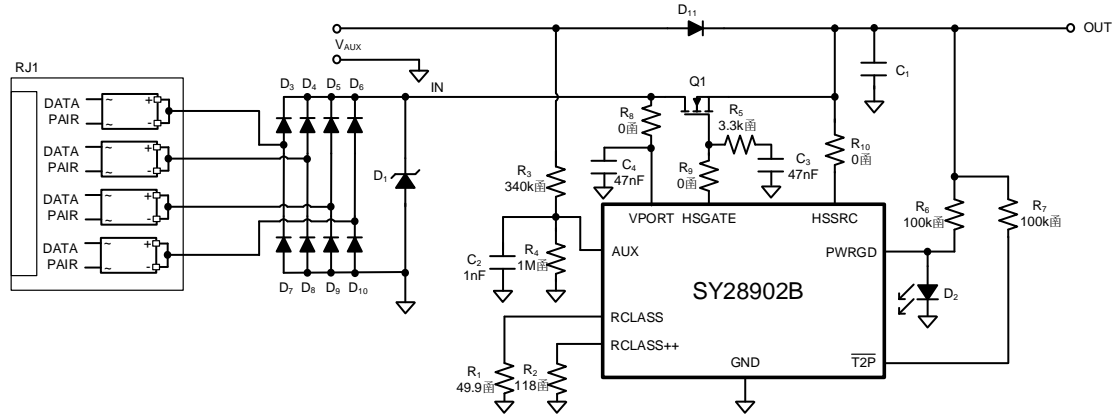 D₁₁
OUT
V_AUX
C₁
RJ1
DATA
PAIR
~
~
+
-
DATA
PAIR
~
~
+
-
DATA
PAIR
~
~
+
-
DATA
PAIR
~
~
+
-
D₃ D₄ D₅ D₆
IN
D₁
D₇ D₈ D₉ D₁₀
Q1
R₈
0函
R₅
3.3k函
C₄
47nF
R₉
0函
C₃
47nF
R₁₀
0函
R₃
340k函
R₆
100k函
R₇
100k函
C₂
1nF
R₄
1M函
VPORT HSGATE HSSRC
AUX
PWRGD
SY28902B
D₂
RCLASS
RCLASS++
GND
T2P
R₁
49.9函
R₂
118函